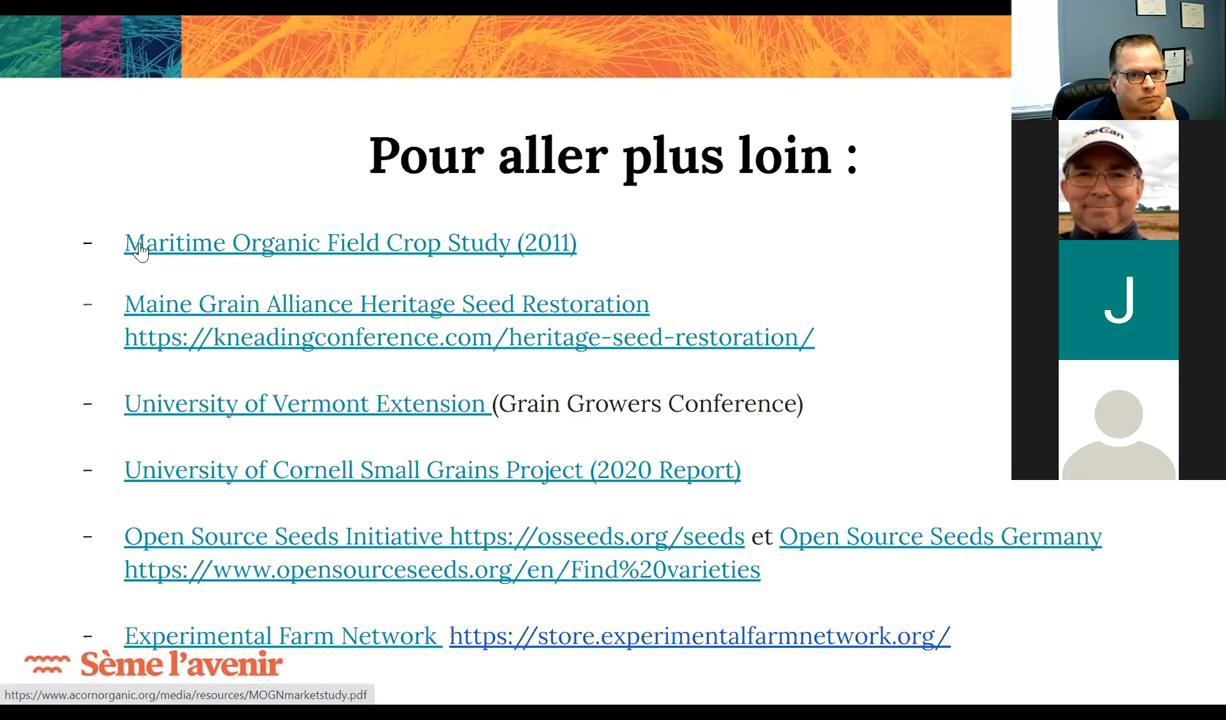 Pour aller plus loin :
- Maritime Organic Field Crop Study (2011)
- Maine Grain Alliance Heritage Seed Restoration
https://kneadingconference.com/heritage-seed-restoration/
- University of Vermont Extension (Grain Growers Conference)
- University of Cornell Small Grains Project (2020 Report)
- Open Source Seeds Initiative https://osseeds.org/seeds et Open Source Seeds Germany
https://www.opensourceseeds.org/en/Find%20varieties
- Experimental Farm Network https://store.experimentalfarmnetwork.org/
Sème l'avenir
https://www.acornorganic.org/media/resources/MOGNmarketstudy.pdf
SeCan
J